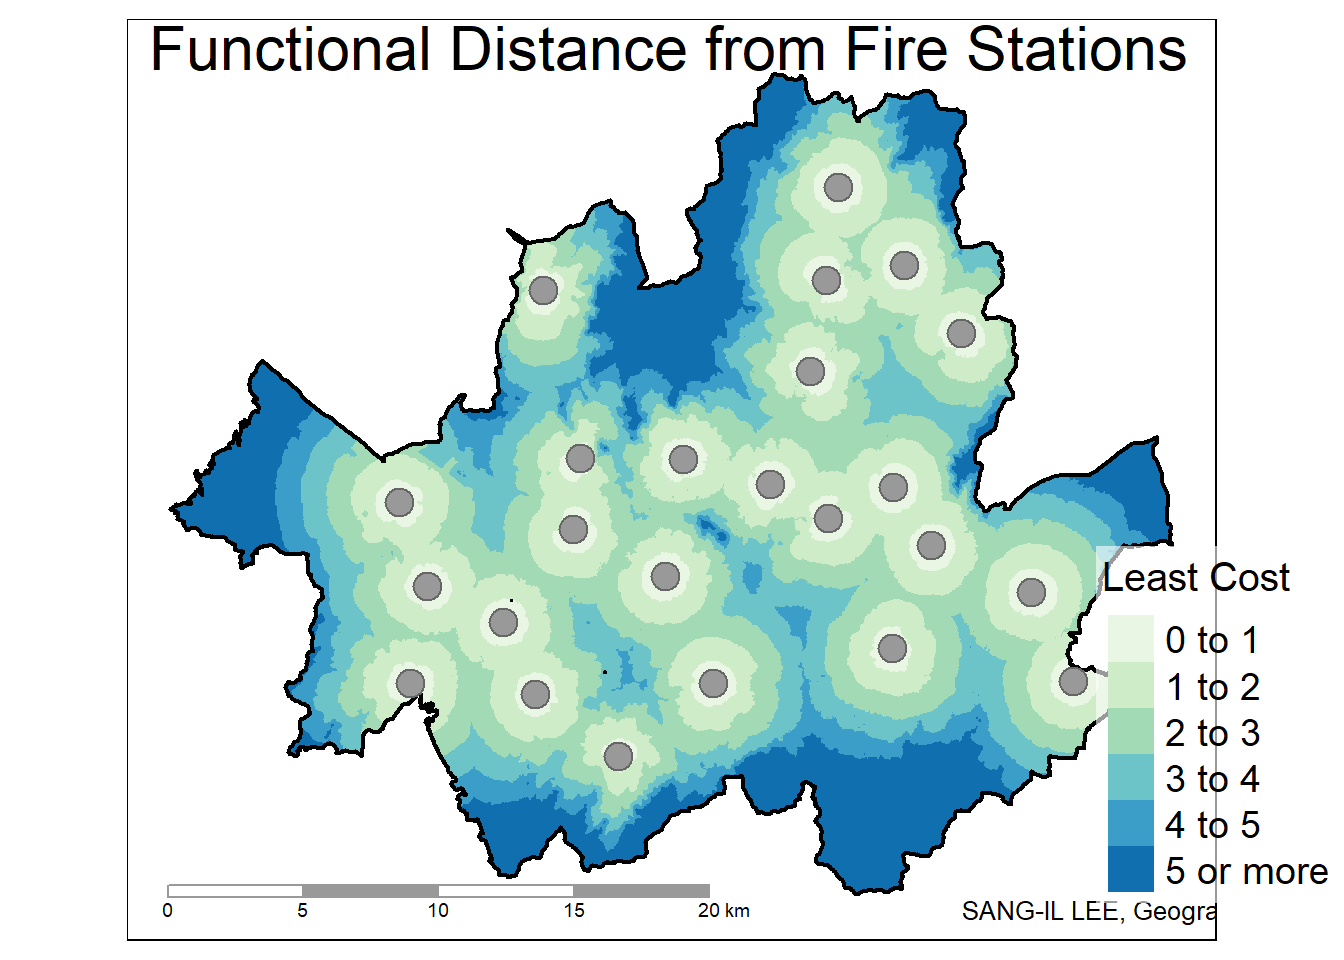 Functional Distance from Fire Stations
Least Cost
0 to 1
1 to 2
2 to 3
3 to 4
4 to 5
5 or more
0 5 10 15 20 km
SANG-IL LEE, Geogra